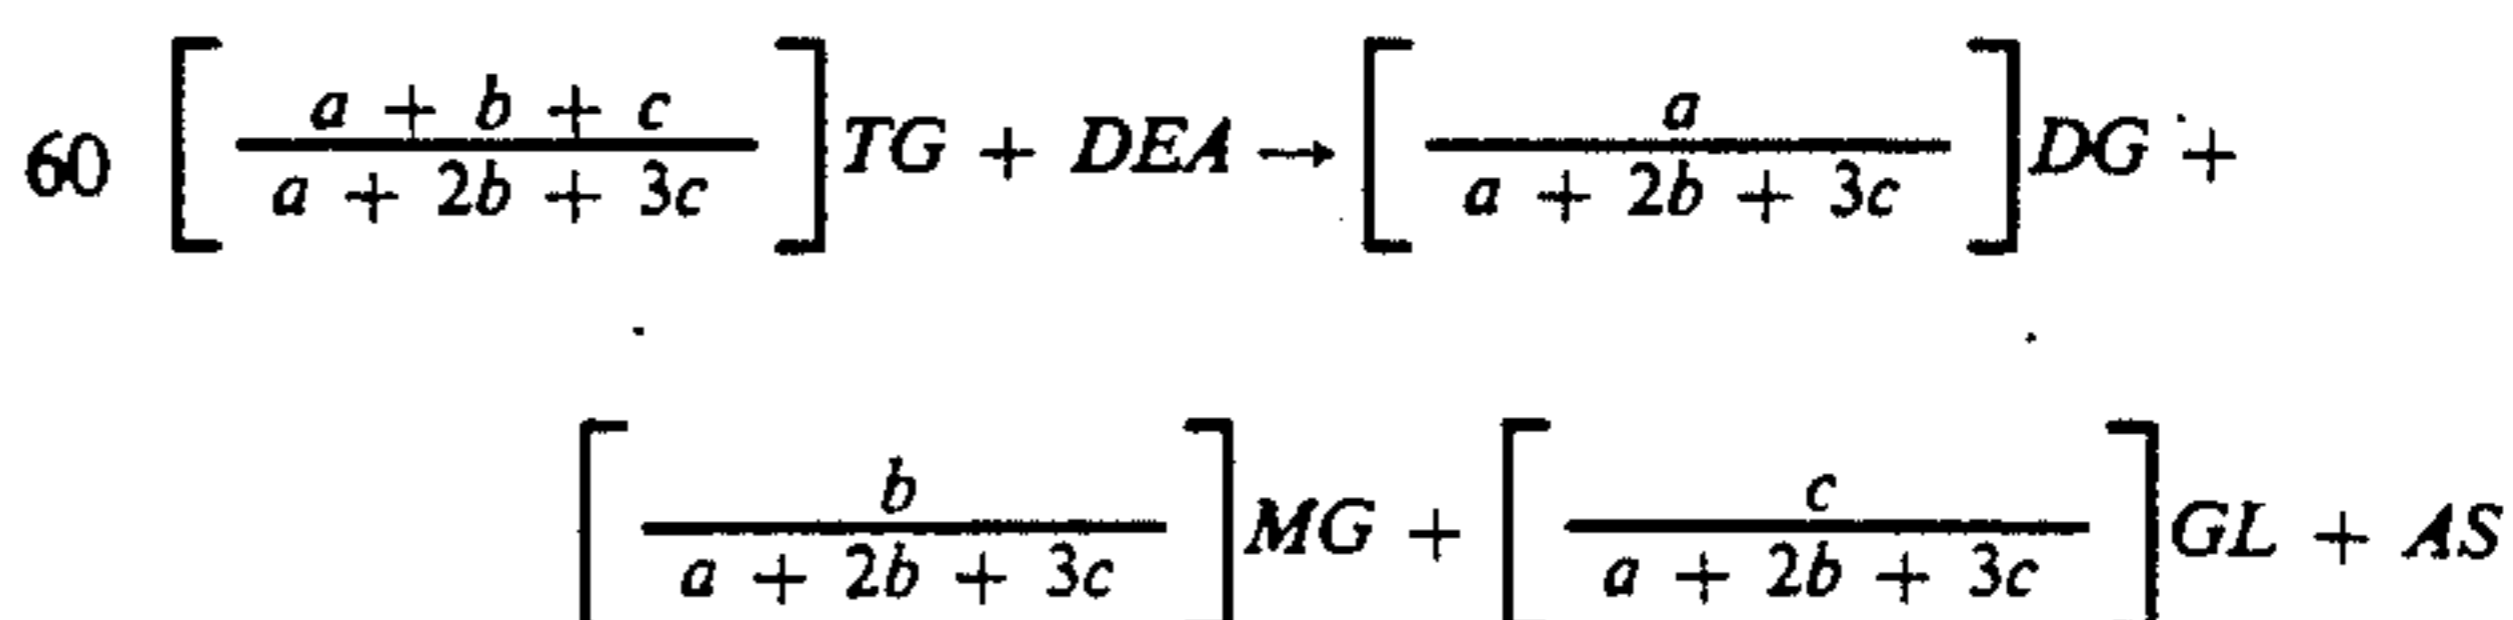 60 [ (a + b + c) / (a + 2b + 3c) ] TG + DEA → [ a / (a + 2b + 3c) ] DG +
[ b / (a + 2b + 3c) ] MG + [ c / (a + 2b + 3c) ] GL + AS